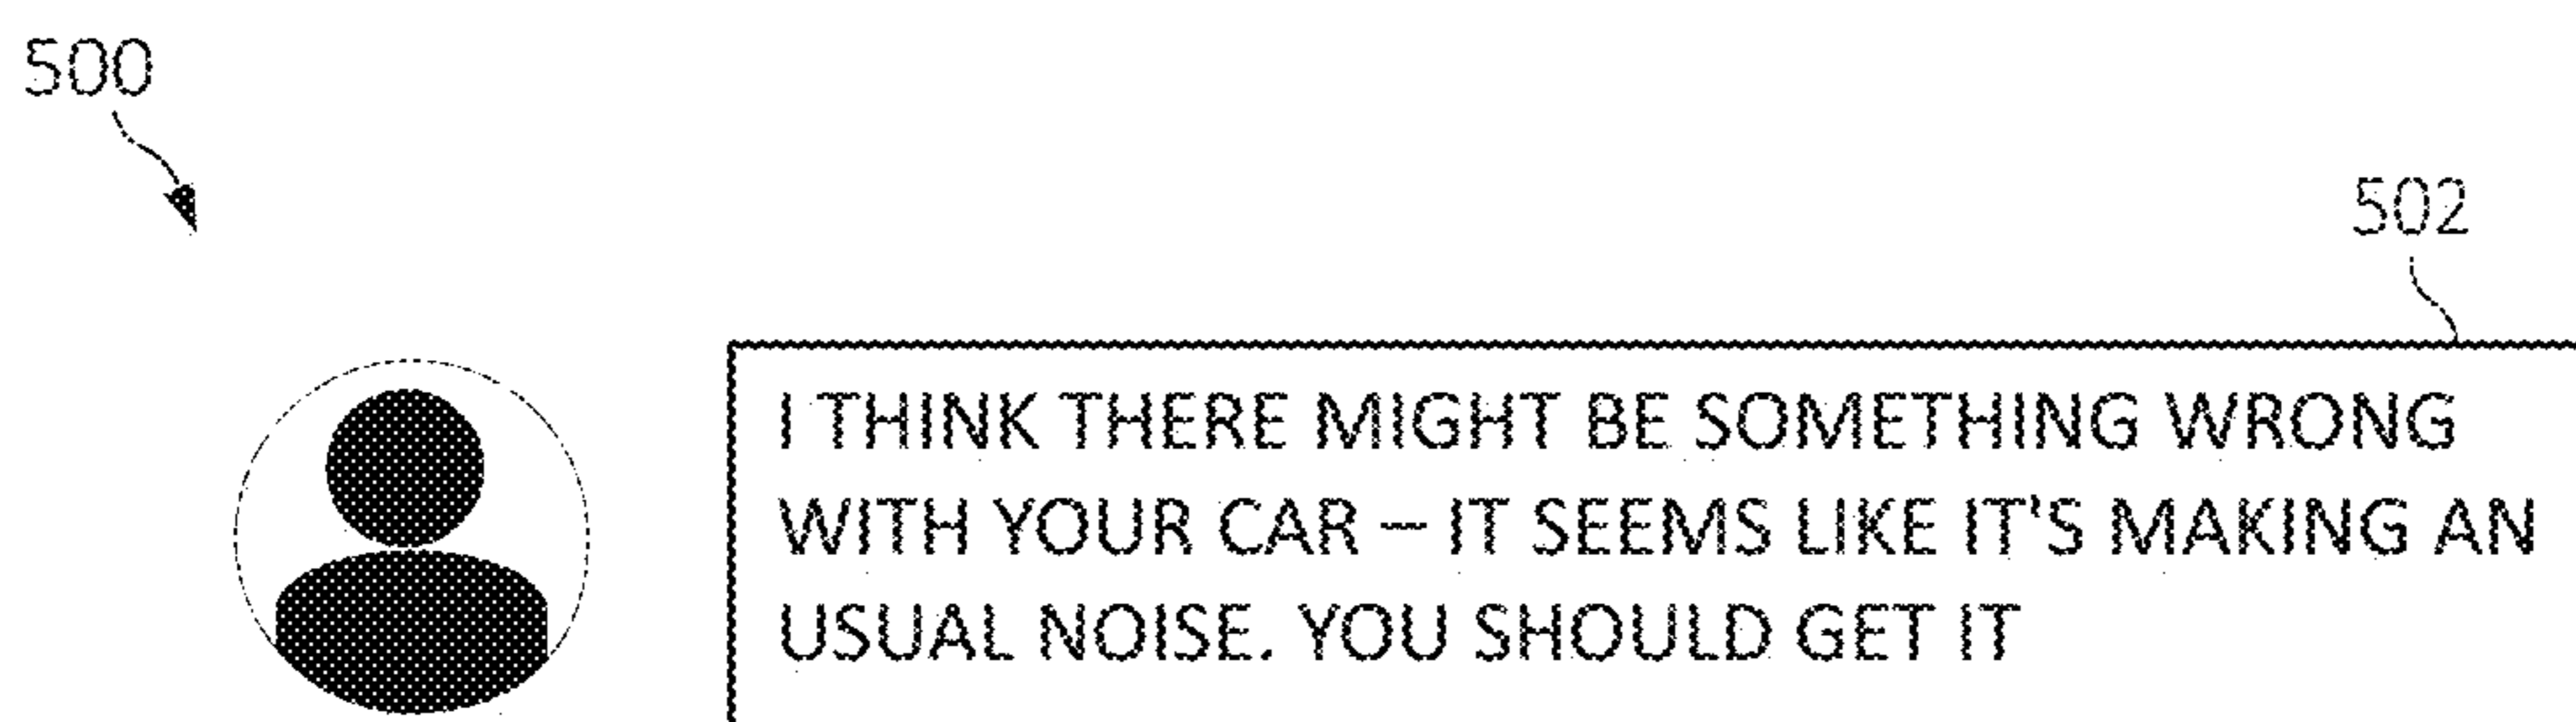 500
502
I THINK THERE MIGHT BE SOMETHING WRONG
WITH YOUR CAR – IT SEEMS LIKE IT'S MAKING AN
USUAL NOISE. YOU SHOULD GET IT